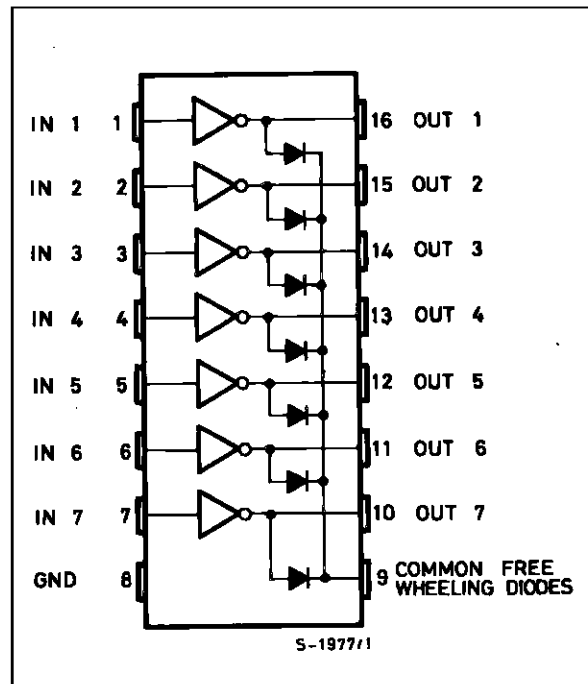 IN 1 1 16 OUT 1
IN 2 2 15 OUT 2
IN 3 3 14 OUT 3
IN 4 4 13 OUT 4
IN 5 5 12 OUT 5
IN 6 6 11 OUT 6
IN 7 7 10 OUT 7
GND 8 9 COMMON FREE
WHEELING DIODES
S-1977/1